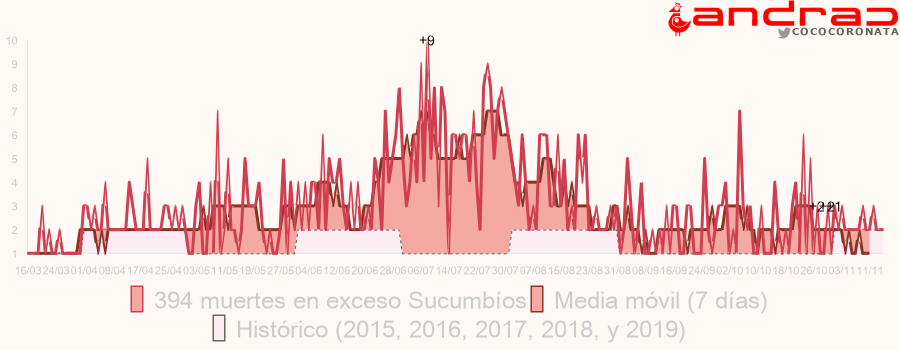 andrac
COCOCORONATA
+9
10
9
8
7
6
5
4
3
2
1
16/03 24/03 01/04 09/04 17/04 25/04 03/05 11/05 19/05 27/05 04/06 12/06 20/06 28/06 06/07 14/07 22/07 30/07 07/08 15/08 23/08 31/08 08/09 16/09 24/09 02/10 10/10 18/10 26/10 03/11 11/11
394 muertes en exceso Sucumbíos Media móvil (7 días)
Histórico (2015, 2016, 2017, 2018, y 2019)